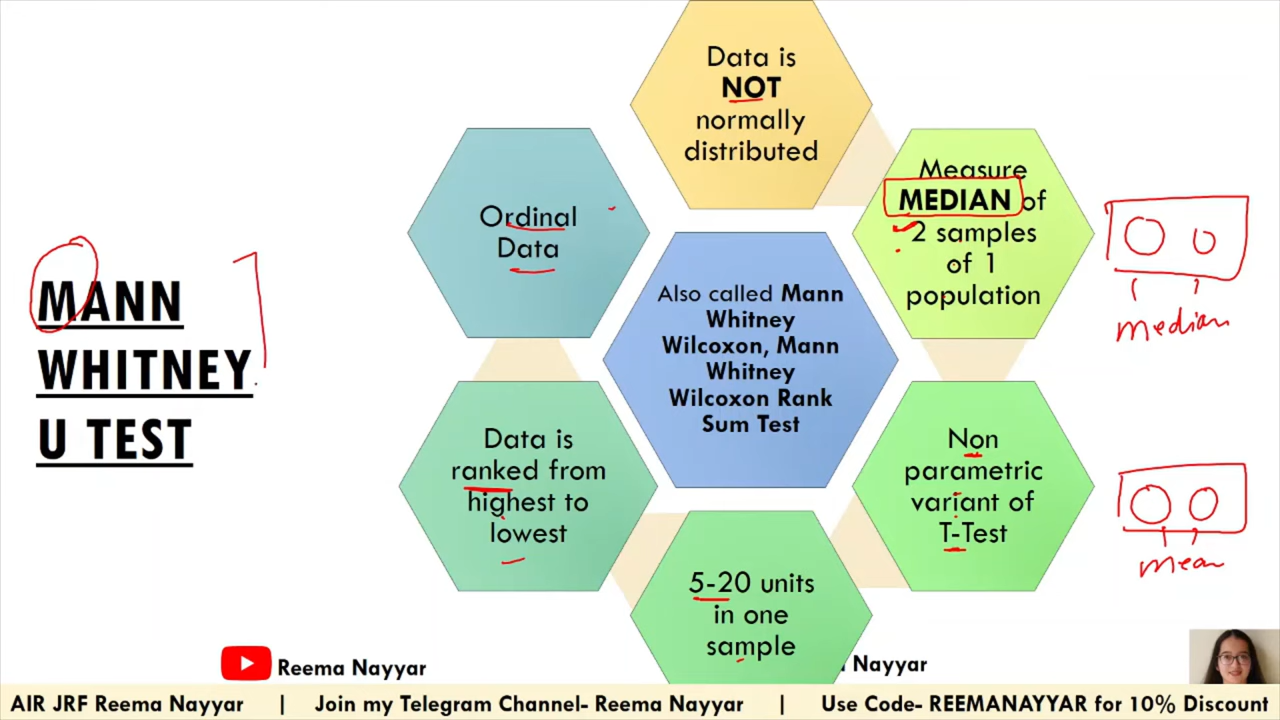 MANN
WHITNEY
U TEST
Data is
NOT
normally
distributed
Measure
MEDIAN of
2 samples
of 1
population
Non
parametric
variant of
T-Test
5-20 units
in one
sample
Data is
ranked from
highest to
lowest
Ordinal
Data
Also called Mann
Whitney
Wilcoxon, Mann
Whitney
Wilcoxon Rank
Sum Test
Median
mean
Reema Nayyar
Nayyar
AIR JRF Reema Nayyar | Join my Telegram Channel- Reema Nayyar | Use Code- REEMANAYYAR for 10% Discount